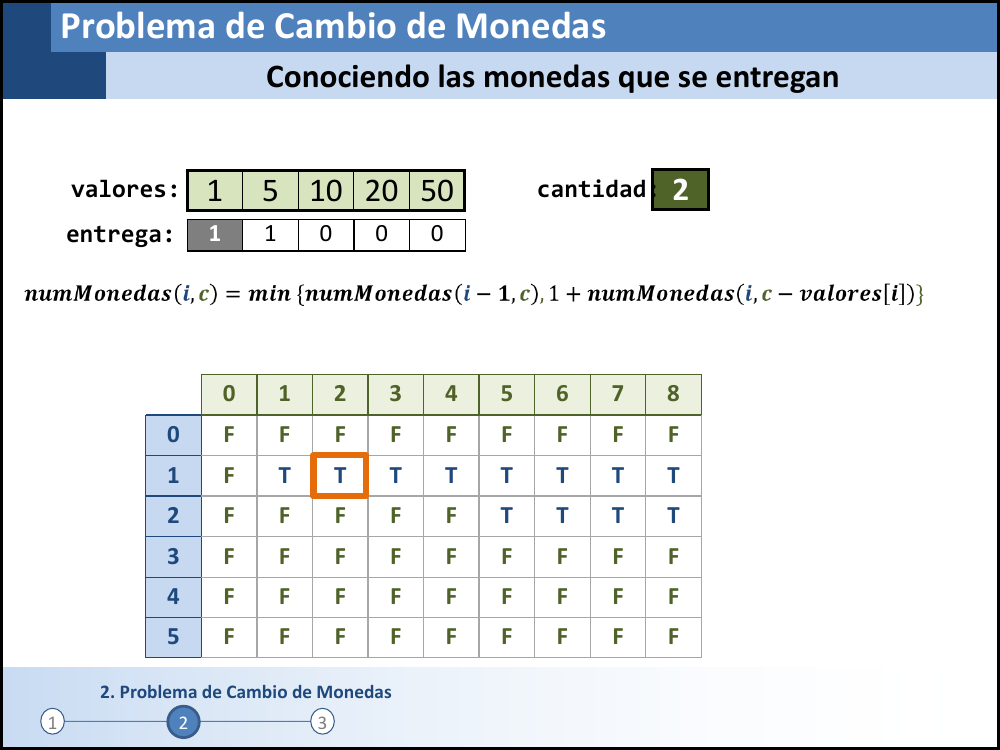 Problema de Cambio de Monedas
Conociendo las monedas que se entregan
valores: 1 5 10 20 50 cantidad: 2
entrega: 1 1 0 0 0
numMonedas(i,c) = min {numMonedas(i − 1,c), 1 + numMonedas(i,c − valores[i])}
0 1 2 3 4 5 6 7 8
0 F F F F F F F F F
1 F T T T T T T T T
2 F F F F F T T T T
3 F F F F F F F F F
4 F F F F F F F F F
5 F F F F F F F F F
2. Problema de Cambio de Monedas
1 2 3